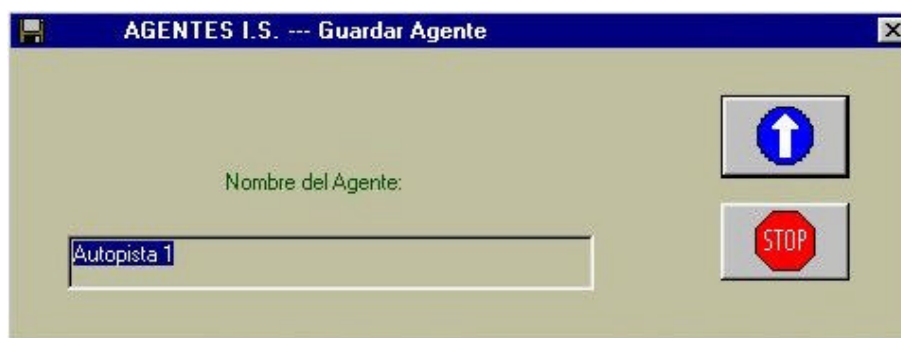 AGENTES I.S. --- Guardar Agente
Nombre del Agente:
Autopista 1
STOP